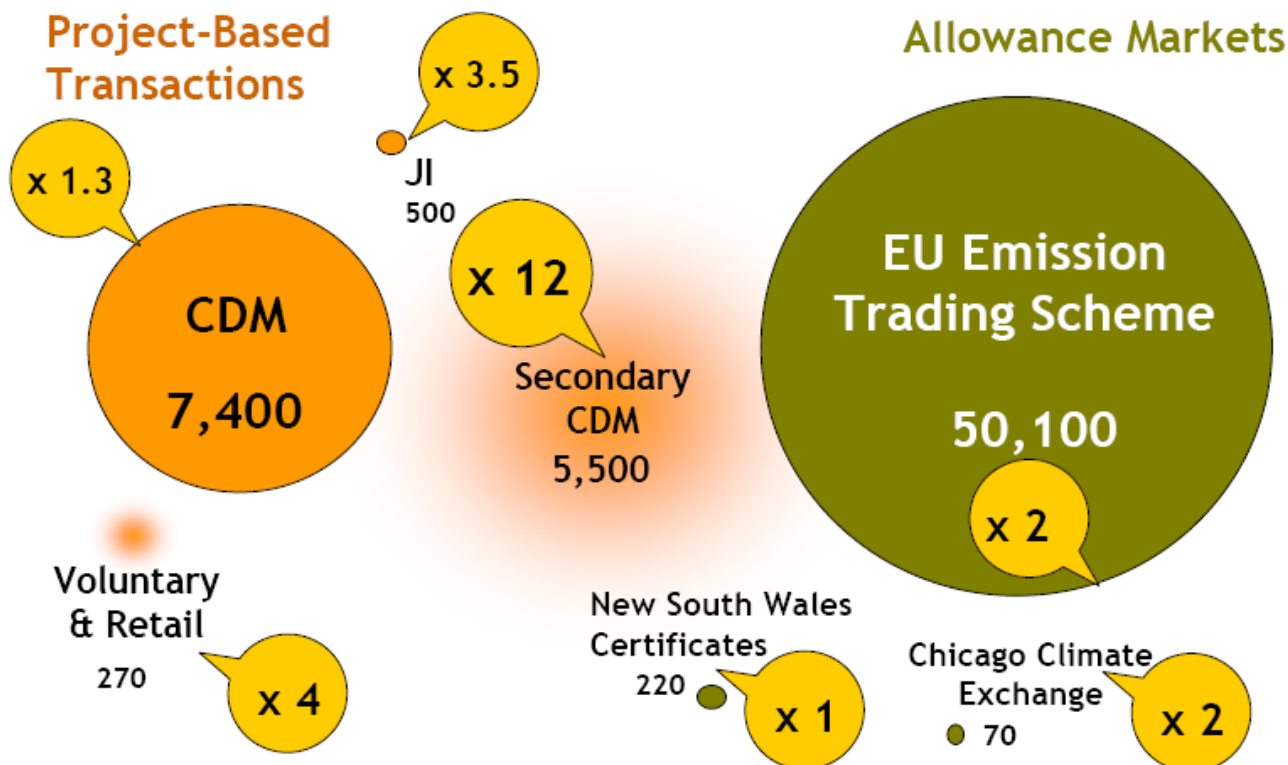 Project-Based
Transactions
Allowance Markets
x 3.5
JI
500
x 1.3
CDM
7,400
x 12
Secondary
CDM
5,500
EU Emission
Trading Scheme
50,100
x 2
Voluntary
& Retail
270
x 4
New South Wales
Certificates
220
x 1
Chicago Climate
Exchange
70
x 2